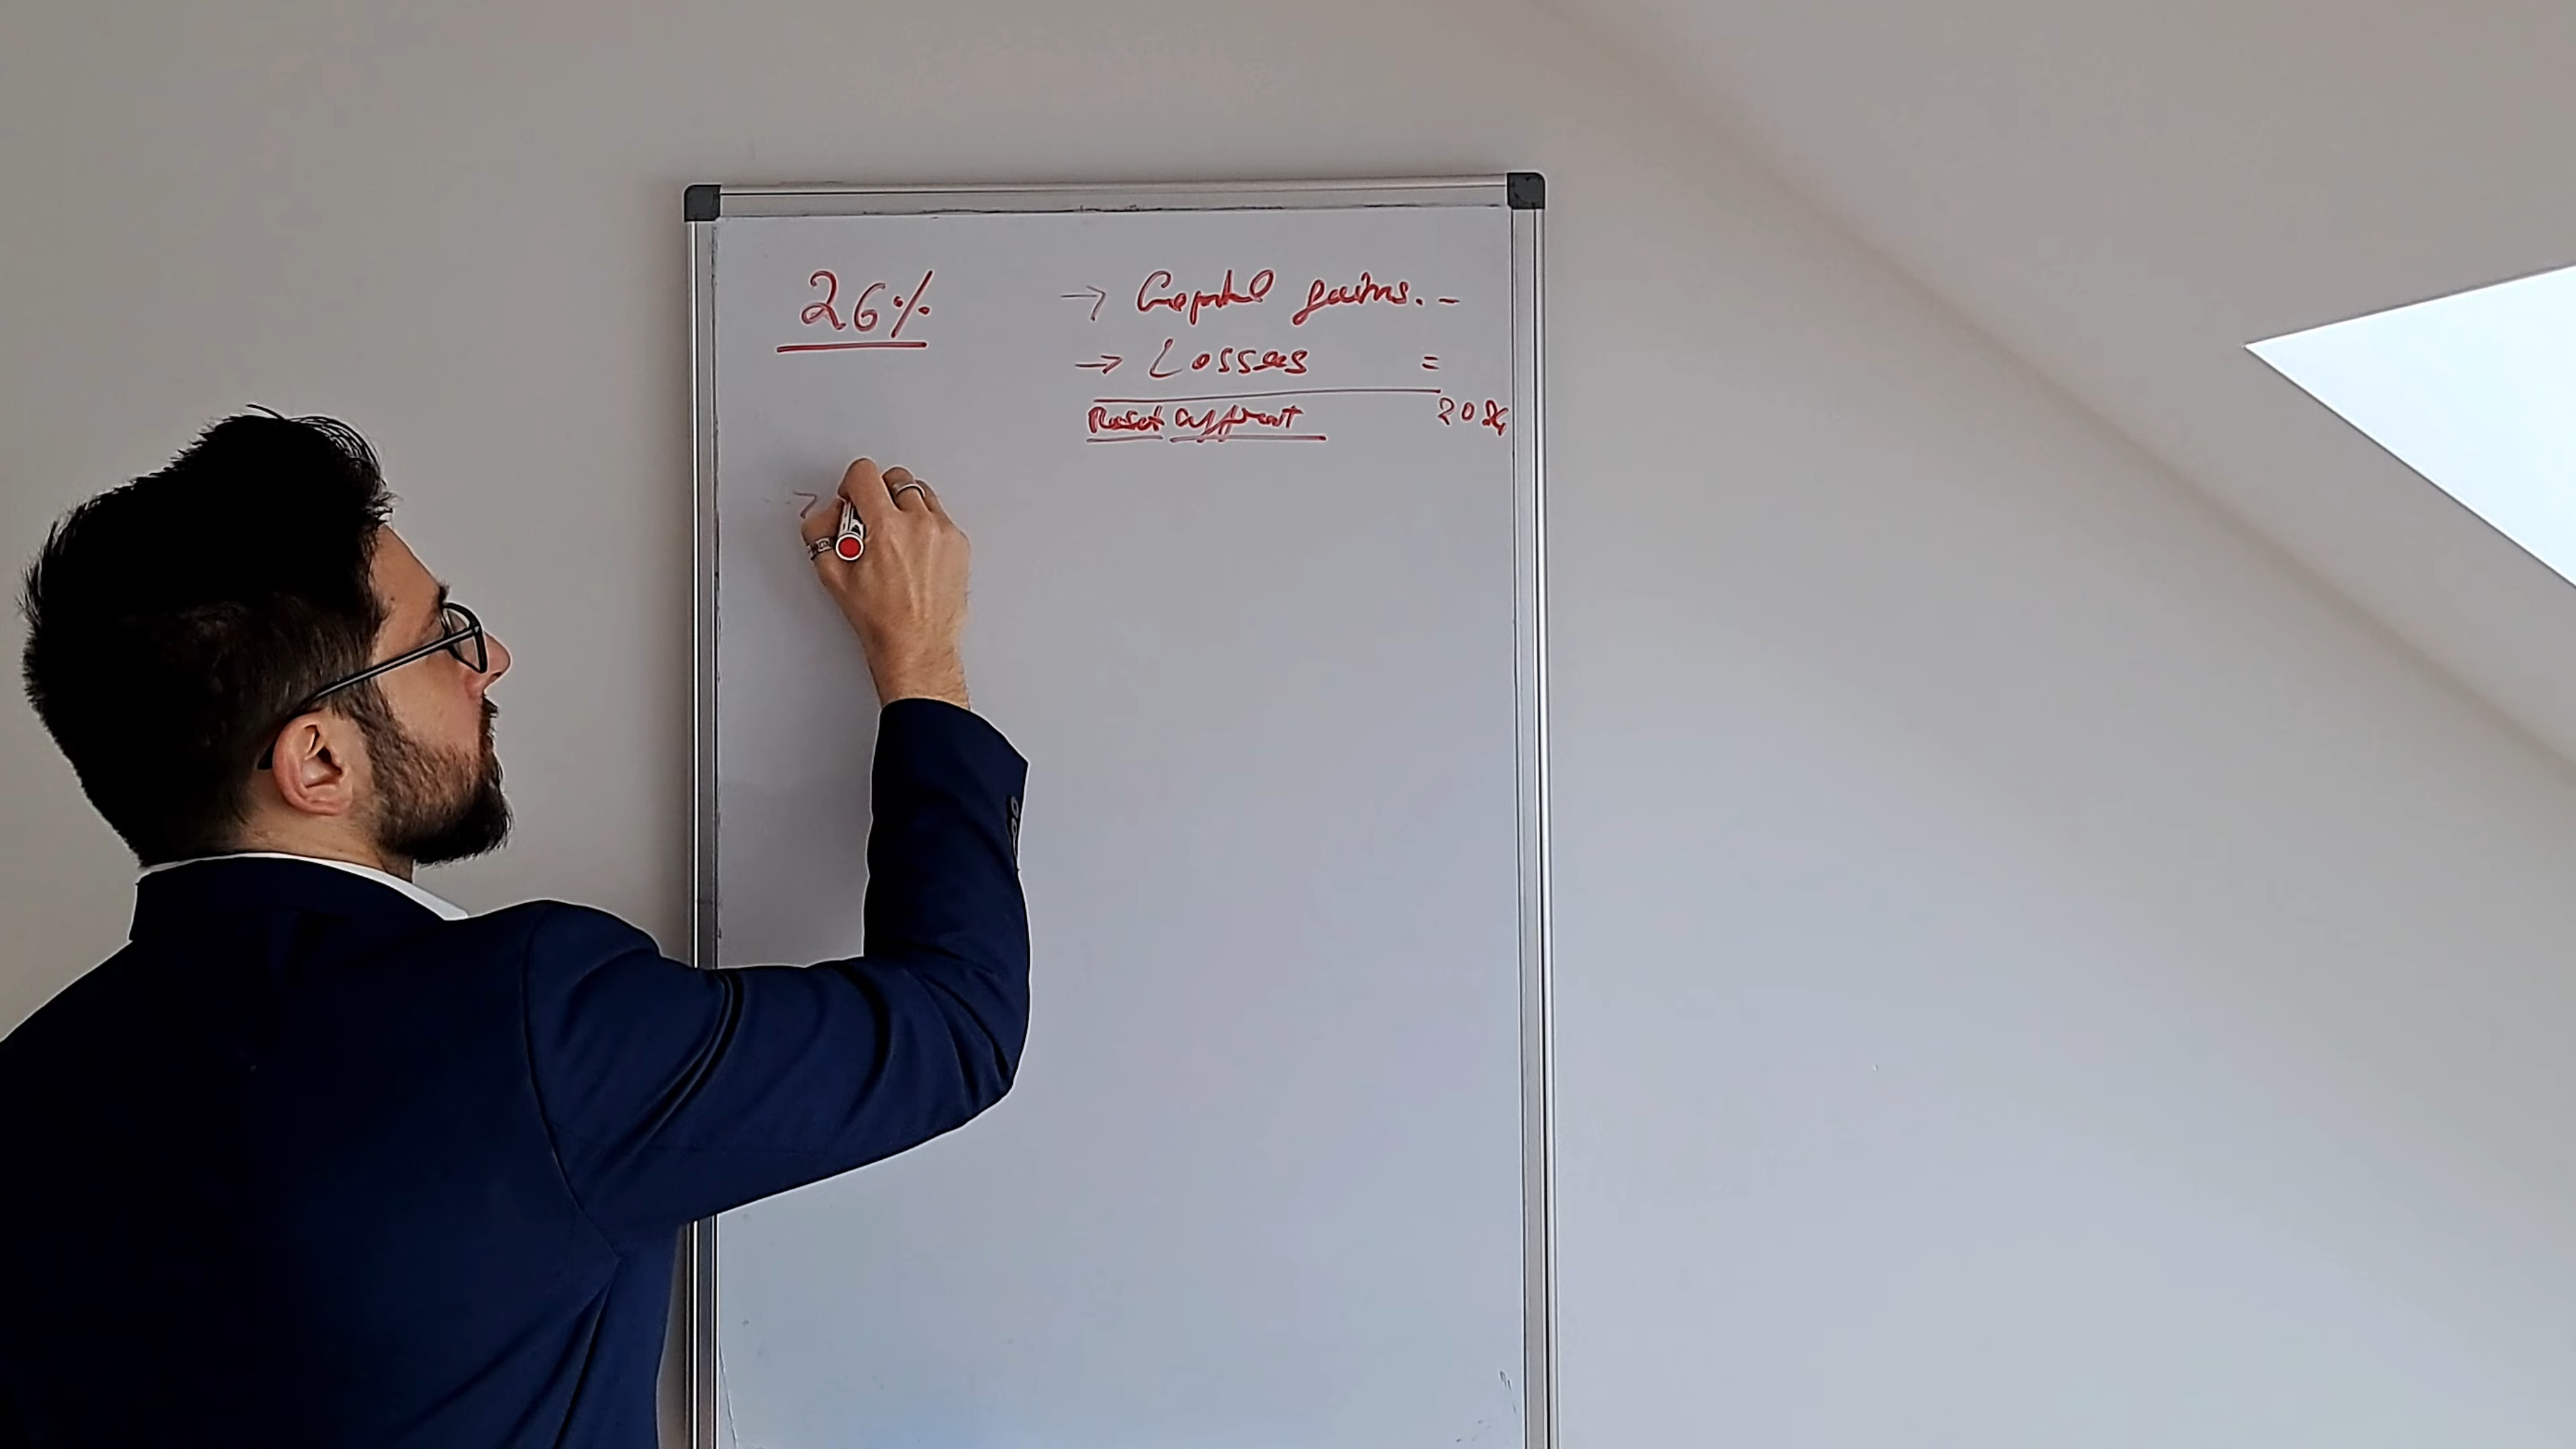 26% → Capital gains. -
→ Losses =
20